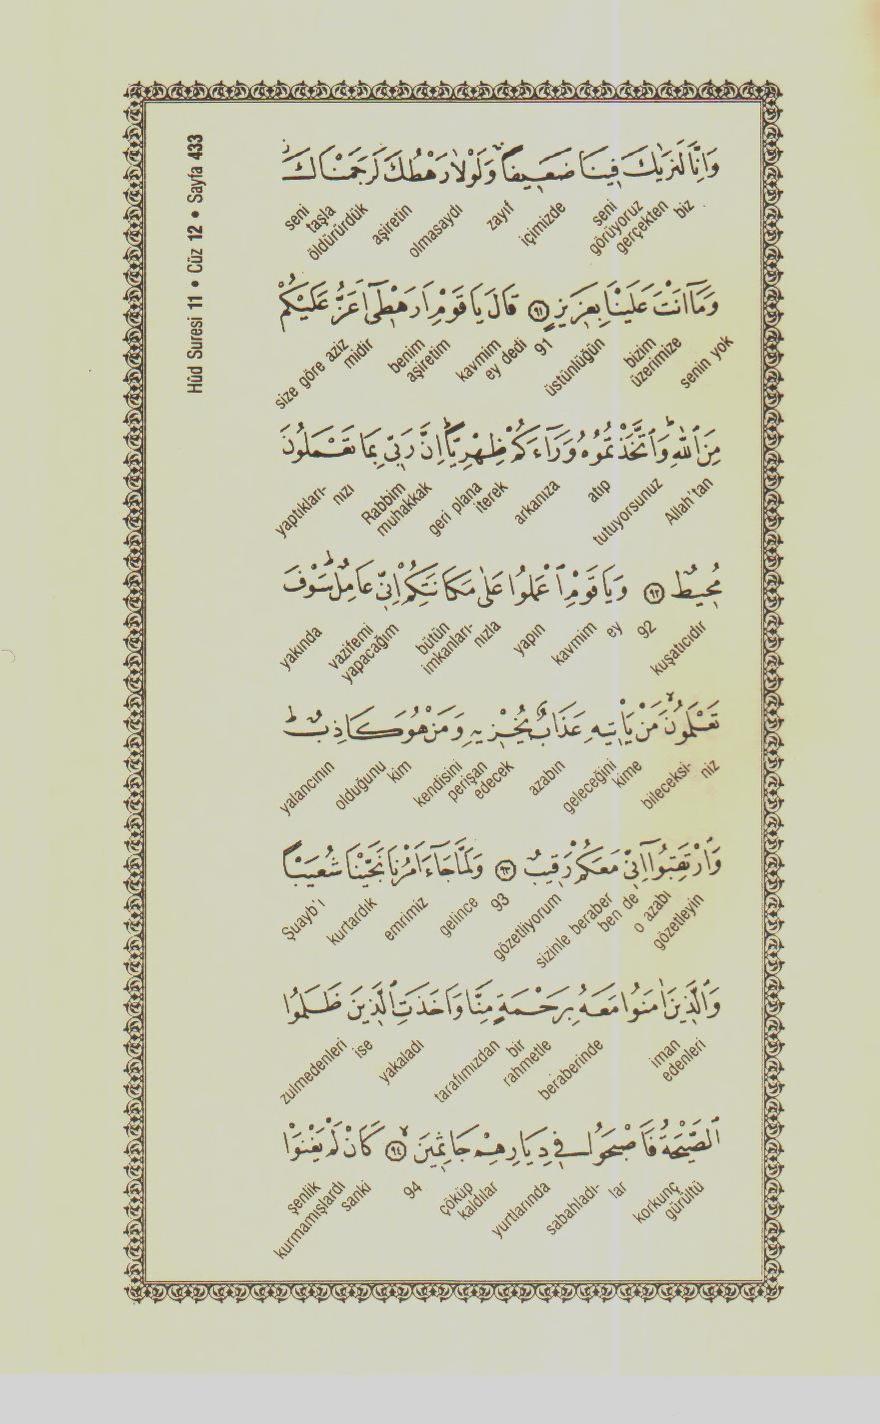 Hûd Suresi 11 • Cüz 12 • Sayfa 433
وَاِنَّا لَنَرٰيكَ فٖينَا ضَعٖيفًاۚ وَلَوْلَا رَهْطُكَ لَرَجَمْنَاكَۘ
biz gerçekten görüyoruz seni içimizde zayıf olmasaydı aşiretin öldürürdük taşla seni
وَمَٓا اَنْتَ عَلَيْنَا بِعَزٖيزٍ ﴿٩١﴾ قَالَ يَا قَوْمِ اَرَهْطٖٓى اَعَزُّ عَلَيْكُمْ
senin yok üzerimize bizim üstünlüğün 91 ey dedi kavmim aşiretim benim midir size göre aziz
مِنَ اللّٰهِؕ وَاتَّخَذْتُمُوهُ وَرَٓاءَكُمْ ظِهْرِيًّاؕ اِنَّ رَبّٖى بِمَا تَعْمَلُونَ
Allah'tan tutuyorsunuz atıp arkanıza iterek geri plana muhakkak Rabbim nızı yaptıkları-
مُحٖيطٌ ﴿٩٢﴾ وَيَا قَوْمِ اعْمَلُوا عَلٰى مَكَانَتِكُمْ اِنّٖى عَامِلٌؕ سَوْفَ
kuşatıcıdır 92 ey kavmim yapın nızla imkanları- bütün yapacağım vazifemi yakında
تَعْلَمُونَۙ مَنْ يَأْتٖيهِ عَذَابٌ يُخْزٖيهِ وَمَنْ هُوَ كَاذِبٌؕ
niz bileceksi- kime geleceğini azabın edecek perişan kendisini kim olduğunu yalancının
وَارْتَقِبُٓوا اِنّٖى مَعَكُمْ رَقٖيبٌ ﴿٩٣﴾ وَلَمَّا جَٓاءَ اَمْرُنَا نَجَّيْنَا شُعَيْبًا
gözetleyin o azabı ben de sizinle beraber gözetliiyorum 93 gelince emrimiz kurtardık Şuayb'ı
وَالَّذٖينَ اٰمَنُوا مَعَهُ بِرَحْمَةٍ مِنَّا وَاَخَذَتِ الَّذٖينَ ظَلَمُوا
edenleri iman beraberinde rahmetle bir tarafımızdan yakaladı ise zulmedenleri
الصَّيْحَةُ فَاَصْبَحُوا فٖى دِيَارِهِمْ جَاثِمٖينَۙ ﴿٩٤﴾ كَاَنْ لَمْ يَغْنَوْا
gürültü korkunç lar sabahladı- yurtlarında kaldılar çöküp 94 sanki kurmamışlardı şenlik